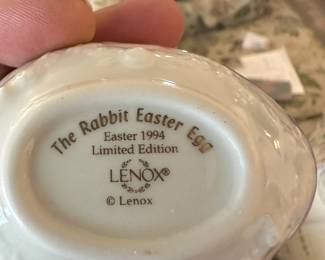 The Rabbit Easter Egg
Easter 1994
Limited Edition
LENOX®
© Lenox